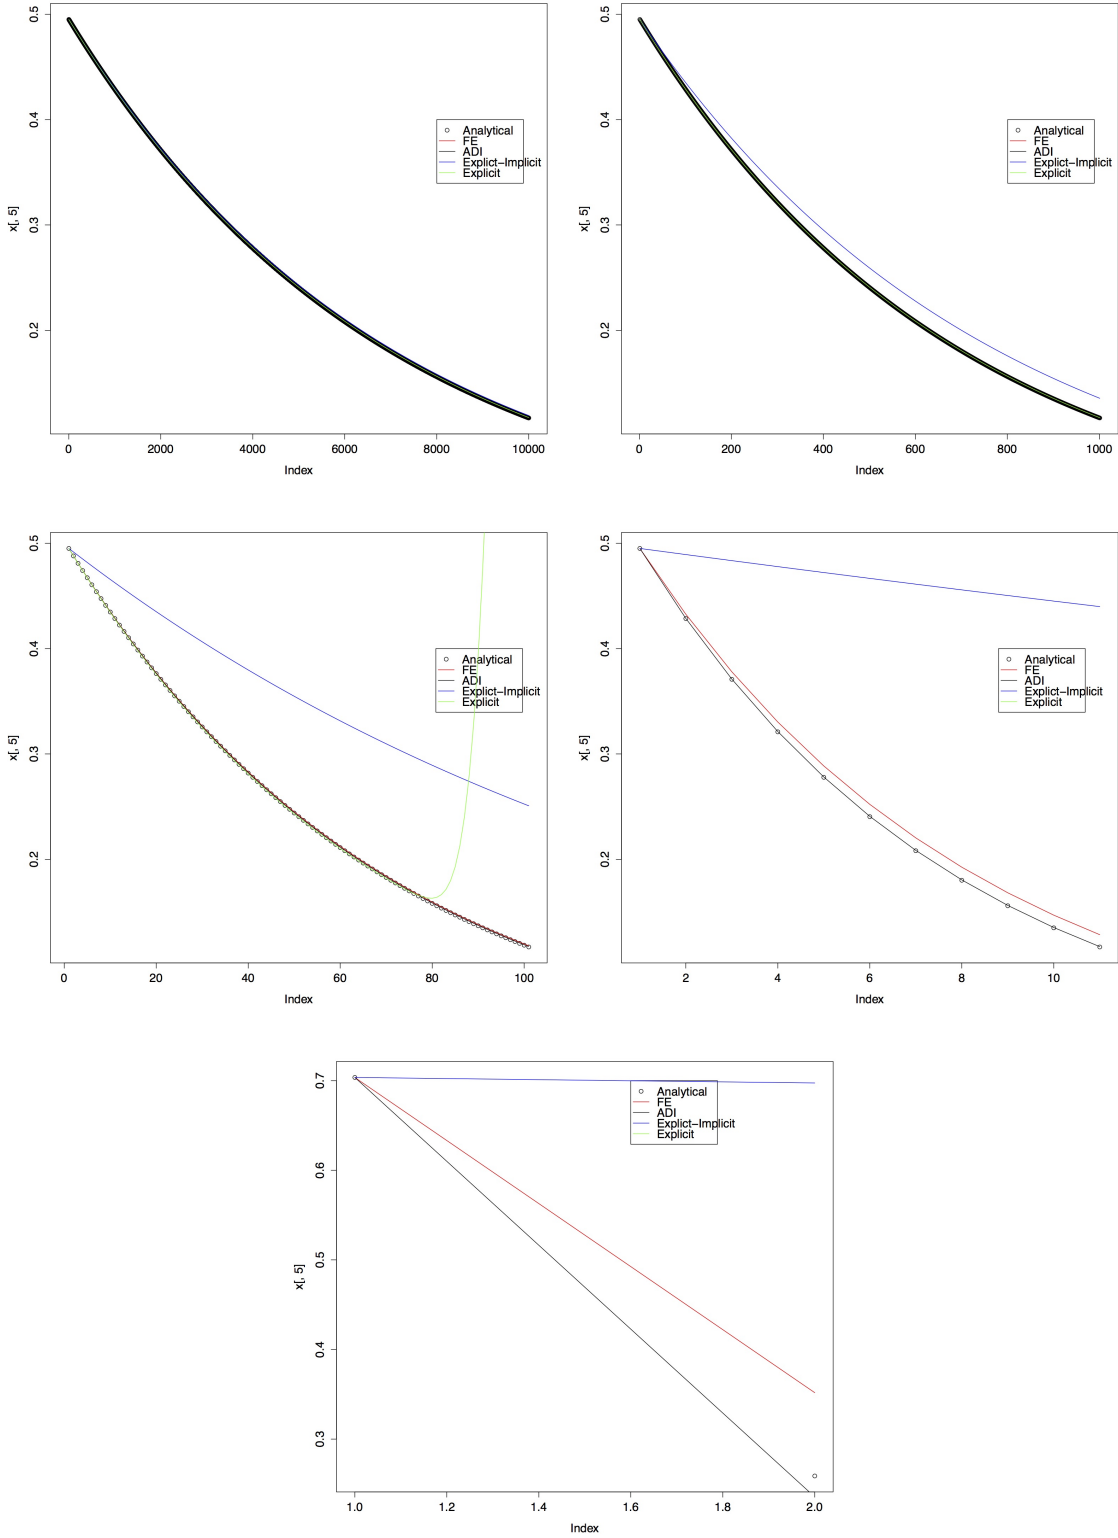 0.5
0.4
0.3
0.2
x[, 5]
0
2000
4000
6000
8000
10000
Index
Analytical
FE
ADI
Explict−Implicit
Explicit
0.5
0.4
0.3
0.2
x[, 5]
0
200
400
600
800
1000
Index
Analytical
FE
ADI
Explict−Implicit
Explicit
0.5
0.4
0.3
0.2
x[, 5]
0
20
40
60
80
100
Index
Analytical
FE
ADI
Explict−Implicit
Explicit
0.5
0.4
0.3
0.2
x[, 5]
2
4
6
8
10
Index
Analytical
FE
ADI
Explict−Implicit
Explicit
0.7
0.6
0.5
0.4
0.3
x[, 5]
1.0
1.2
1.4
1.6
1.8
2.0
Index
Analytical
FE
ADI
Explict−Implicit
Explicit